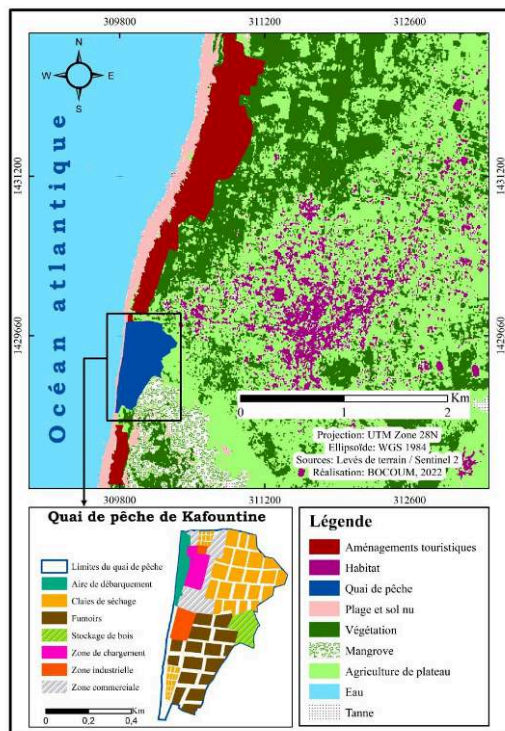 309800 311200 312600
N
W E
S
Océan atlantique
1431200 1431200
1429660 1429660
Km
0 1 2
Projection: UTM Zone 28N
Ellipsoïde: WGS 1984
Sources: Levés de terrain / Sentinel 2
Réalisation: BOCOUM, 2022
309800 311200 312600
Quai de pêche de Kafountine
Limites du quai de pêche
Aire de débarquement
Claies de séchage
Fumoirs
Stockage de bois
Zone de chargement
Zone industrielle
Zone commerciale
Km
0 0,2 0,4
Légende
Aménagements touristiques
Habitat
Quai de pêche
Plage et sol nu
Végétation
Mangrove
Agriculture de plateau
Eau
Tanne